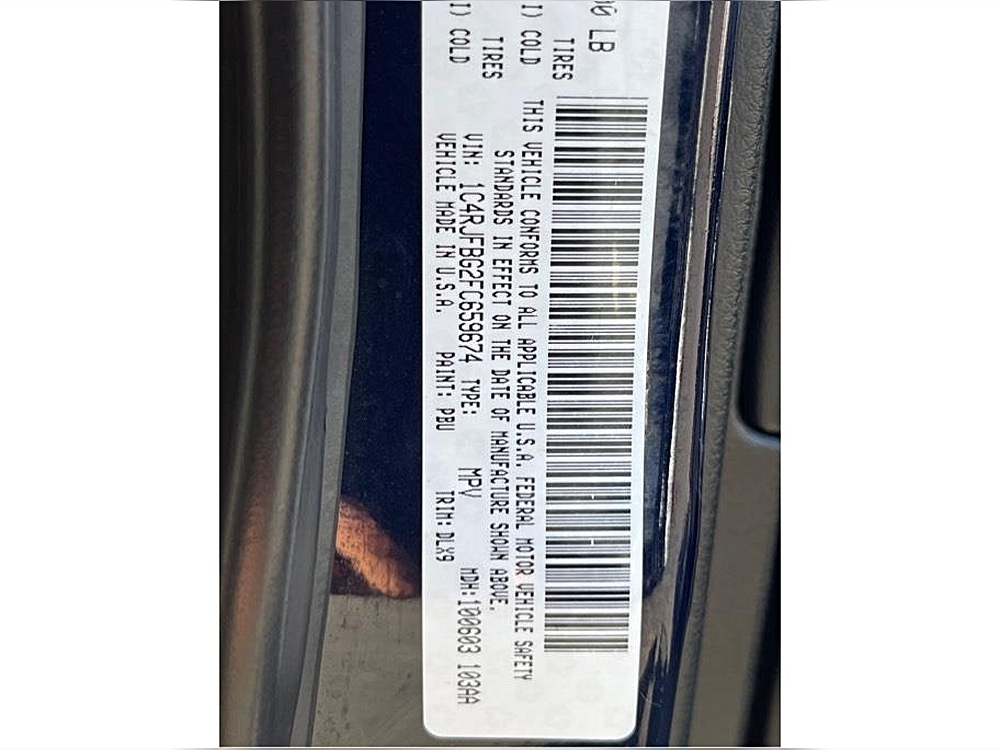 00 LB
TIRES
I) COLD
TIRES
I) COLD
THIS VEHICLE CONFORMS TO ALL APPLICABLE U.S.A. FEDERAL MOTOR VEHICLE SAFETY
STANDARDS IN EFFECT ON THE DATE OF MANUFACTURE SHOWN ABOVE.
VIN: 1C4RJFBG2FC659674 TYPE: MPV MDH:100603 103AA
VEHICLE MADE IN U.S.A. PAINT: PBU TRIM: DLX9